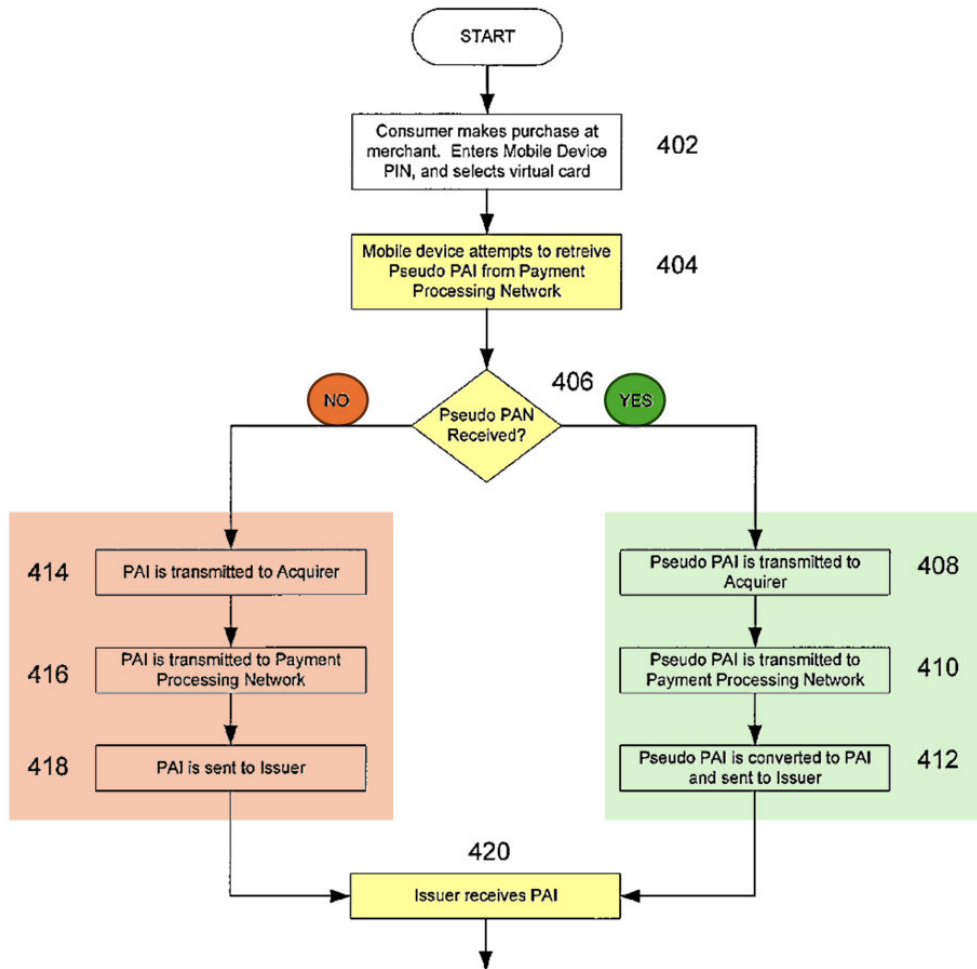 START
Consumer makes purchase at
merchant. Enters Mobile Device
PIN, and selects virtual card
402
Mobile device attempts to retreive
Pseudo PAI from Payment
Processing Network
404
406
NO
YES
Pseudo PAN
Received?
414
PAI is transmitted to Acquirer
416
PAI is transmitted to Payment
Processing Network
418
PAI is sent to Issuer
Pseudo PAI is transmitted to
Acquirer
408
Pseudo PAI is transmitted to
Payment Processing Network
410
Pseudo PAI is converted to PAI
and sent to Issuer
412
420
Issuer receives PAI